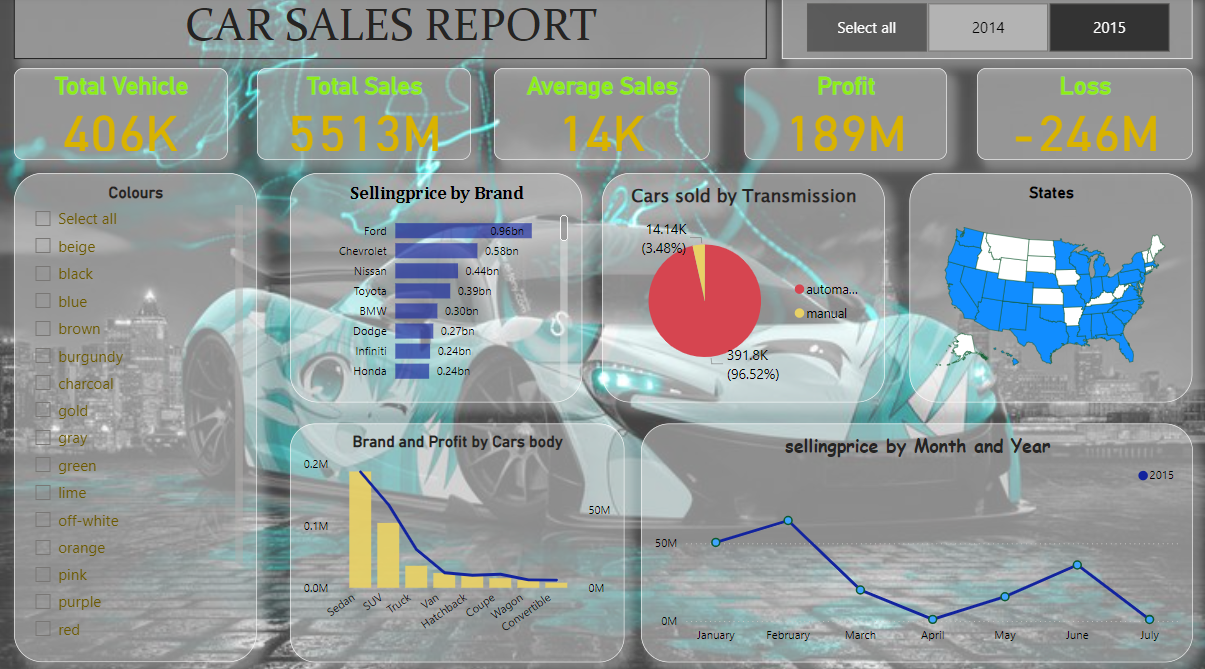 CAR SALES REPORT
Select all
2014
2015
Total Vehicle
406K
Total Sales
5513M
Average Sales
14K
Profit
189M
Loss
-246M
Colours
Select all
beige
black
blue
brown
burgundy
charcoal
gold
gray
green
lime
off-white
orange
pink
purple
red
Sellingprice by Brand
Ford 0.96bn
Chevrolet 0.58bn
Nissan 0.44bn
Toyota 0.39bn
BMW 0.30bn
Dodge 0.27bn
Infiniti 0.24bn
Honda 0.24bn
Cars sold by Transmission
14.14K
(3.48%)
automa...
manual
391.8K
(96.52%)
States
Brand and Profit by Cars body
0.2M
0.1M
0.0M
50M
0M
Sedan
SUV
Truck
Van
Hatchback
Coupe
Wagon
Convertible
sellingprice by Month and Year
2015
50M
0M
January
February
March
April
May
June
July